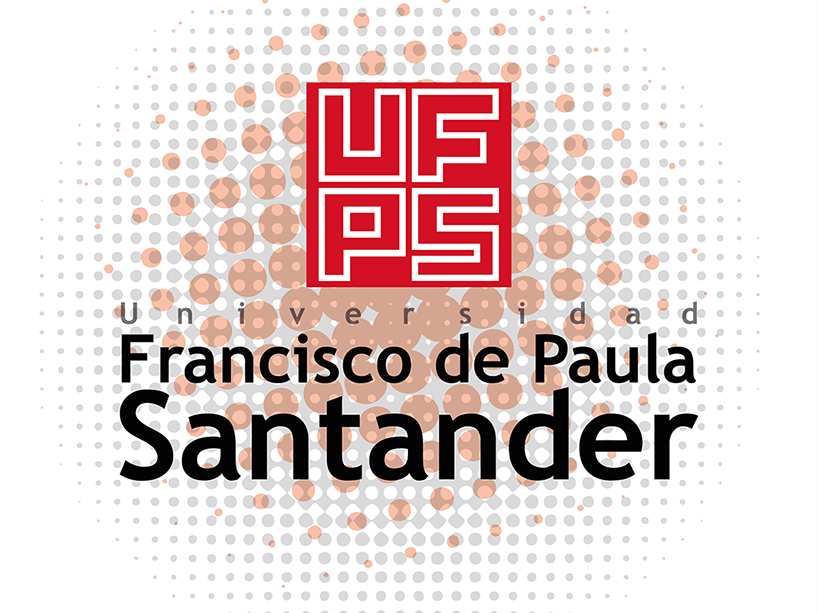 UF
PS
Universidad
Francisco de Paula
Santander